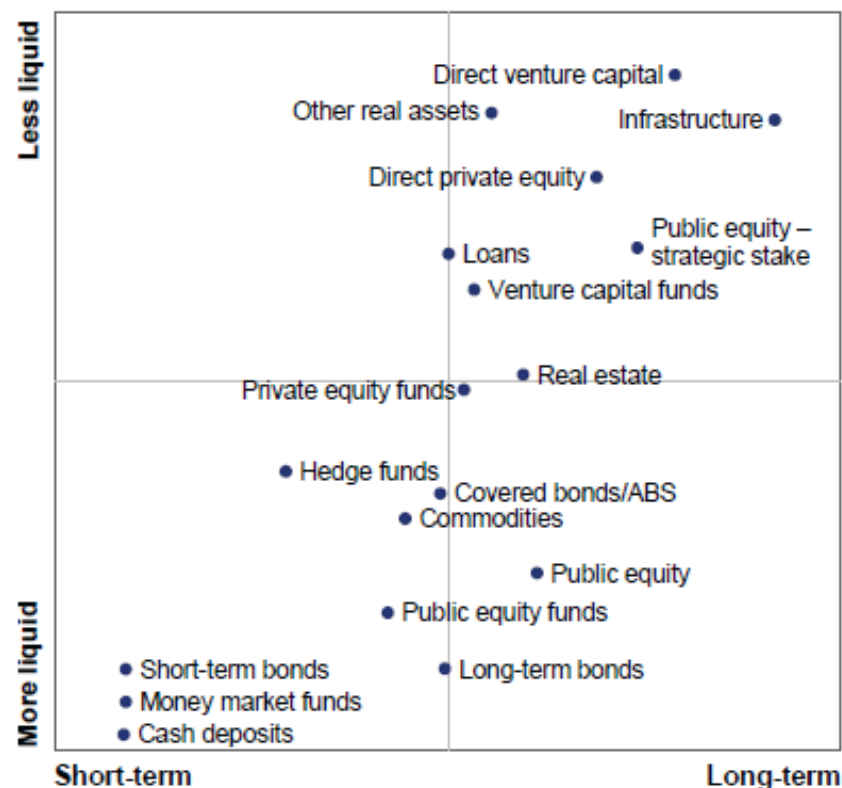 Less liquid
Direct venture capital
Other real assets
Infrastructure
Direct private equity
Public equity –
strategic stake
Loans
Venture capital funds
Real estate
Private equity funds
Hedge funds
Covered bonds/ABS
Commodities
Public equity
Public equity funds
More liquid
Short-term bonds
Long-term bonds
Money market funds
Cash deposits
Short-term
Long-term